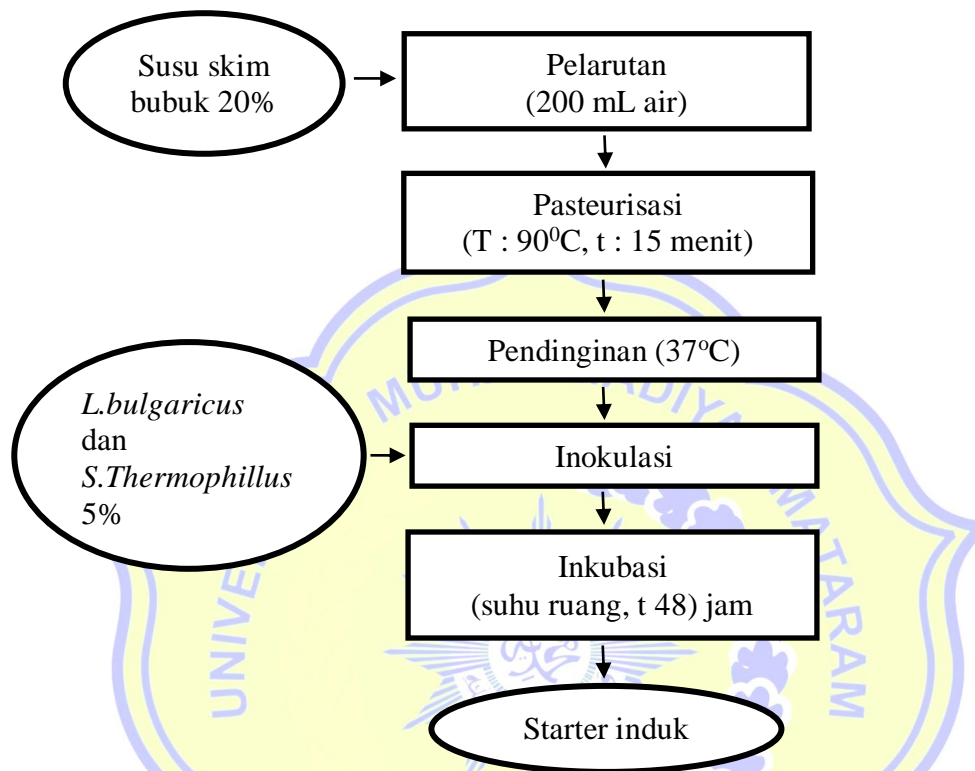 Susu skim
bubuk 20%
Pelarutan
(200 mL air)
Pasteurisasi
(T : 90⁰C, t : 15 menit)
Pendinginan (37ᵒC)
L.bulgaricus
dan
S.Thermophillus
5%
Inokulasi
Inkubasi
(suhu ruang, t 48) jam
Starter induk